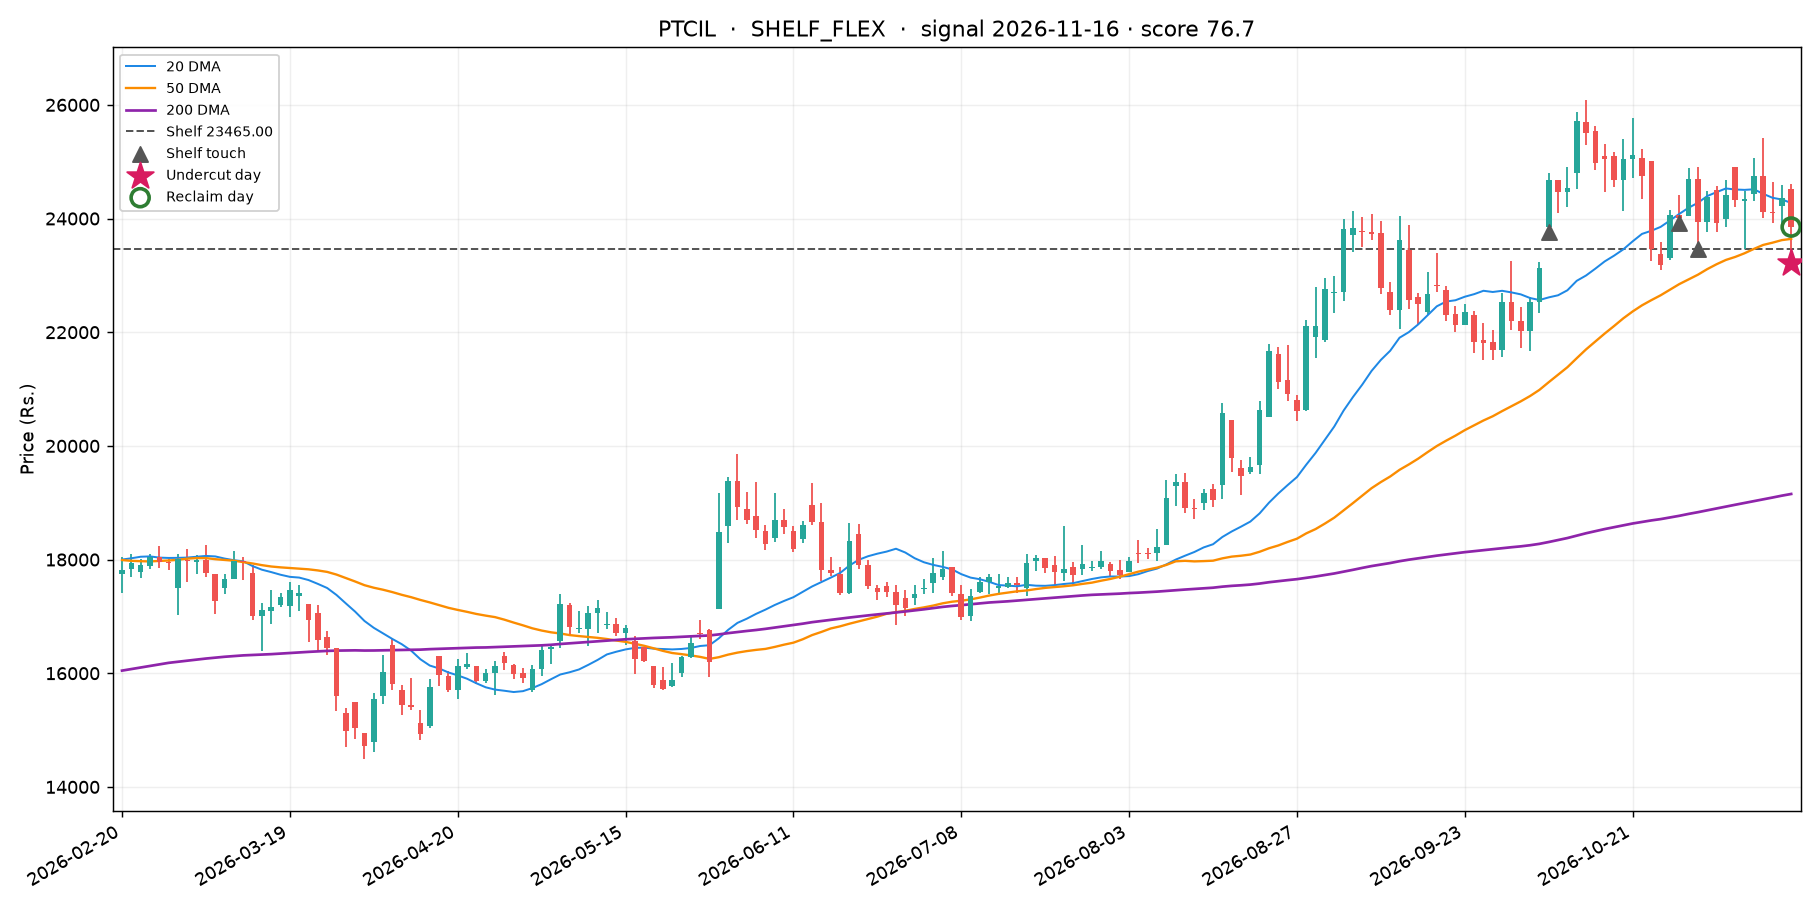 PTCIL · SHELF_FLEX · signal 2026-11-16 · score 76.7
20 DMA
50 DMA
200 DMA
Shelf 23465.00
Shelf touch
Undercut day
Reclaim day
Price (Rs.)
26000
24000
22000
20000
18000
16000
14000
2026-02-20
2026-03-19
2026-04-20
2026-05-15
2026-06-11
2026-07-08
2026-08-03
2026-08-27
2026-09-23
2026-10-21